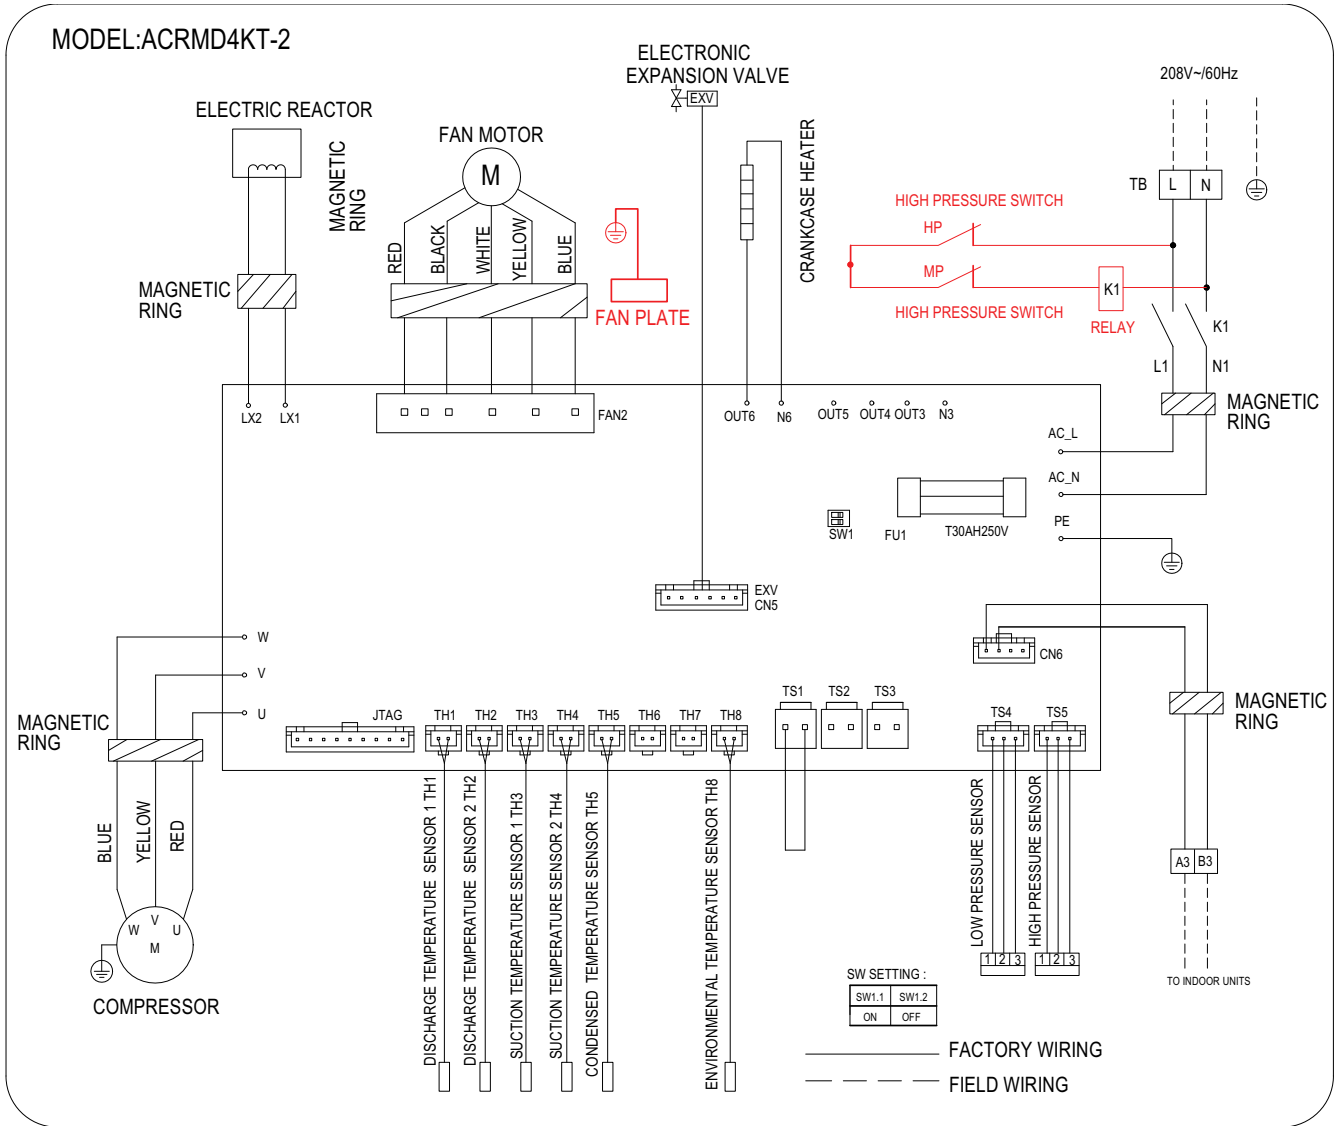 MODEL:ACRMD4KT-2
ELECTRONIC
EXPANSION VALVE
EXV
208V~/60Hz
ELECTRIC REACTOR
MAGNETIC
RING
FAN MOTOR
M
CRANKCASE HEATER
TB
L
N
HIGH PRESSURE SWITCH
HP
MP
HIGH PRESSURE SWITCH
K1
RELAY
K1
L1
N1
RED
BLACK
WHITE
YELLOW
BLUE
FAN PLATE
MAGNETIC
RING
MAGNETIC
RING
LX2
LX1
FAN2
OUT6
N6
OUT5
OUT4
OUT3
N3
AC_L
AC_N
PE
SW1
FU1
T30AH250V
EXV
CN5
CN6
W
V
U
MAGNETIC
RING
MAGNETIC
RING
JTAG
TH1
TH2
TH3
TH4
TH5
TH6
TH7
TH8
TS1
TS2
TS3
TS4
TS5
BLUE
YELLOW
RED
DISCHARGE TEMPERATURE SENSOR 1 TH1
DISCHARGE TEMPERATURE SENSOR 2 TH2
SUCTION TEMPERATURE SENSOR 1 TH3
SUCTION TEMPERATURE SENSOR 2 TH4
CONDENSED TEMPERATURE SENSOR TH5
ENVIRONMENTAL TEMPERATURE SENSOR TH8
LOW PRESSURE SENSOR
HIGH PRESSURE SENSOR
1 2 3
1 2 3
A3 B3
TO INDOOR UNITS
W
V
U
M
COMPRESSOR
SW SETTING :
SW1.1 SW1.2
ON OFF
FACTORY WIRING
FIELD WIRING